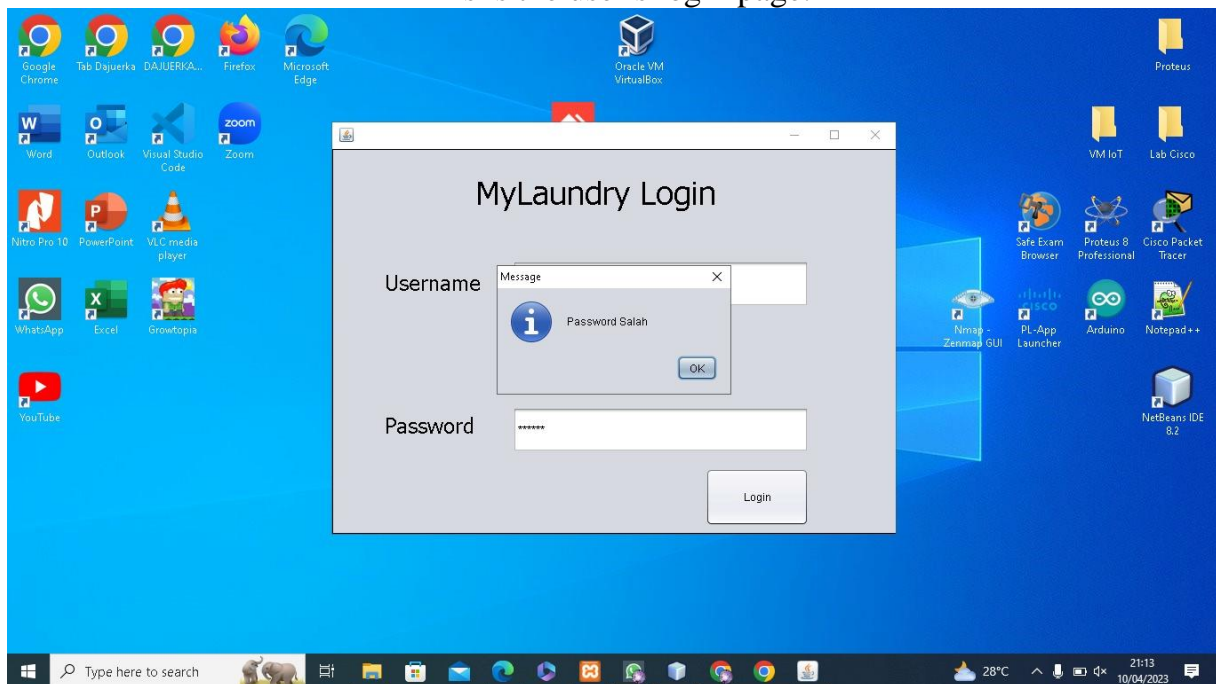 Google
Chrome
Tab Dajuerka
DAJUERKA...
Firefox
Microsoft
Edge
Oracle VM
VirtualBox
Proteus
Word
Outlook
Visual Studio
Code
zoom
Zoom
VM IoT
Lab Cisco
MyLaundry Login
Nitro Pro 10
PowerPoint
VLC media
player
Safe Exam
Browser
Proteus 8
Professional
Cisco Packet
Tracer
Username
Message
Password Salah
OK
WhatsApp
Excel
Growtopia
Nmap -
Zenmap GUI
CISCO
PL-App
Launcher
Arduino
Notepad++
YouTube
Password
******
NetBeans IDE
8.2
Login
Type here to search
28°C
21:13
10/04/2023